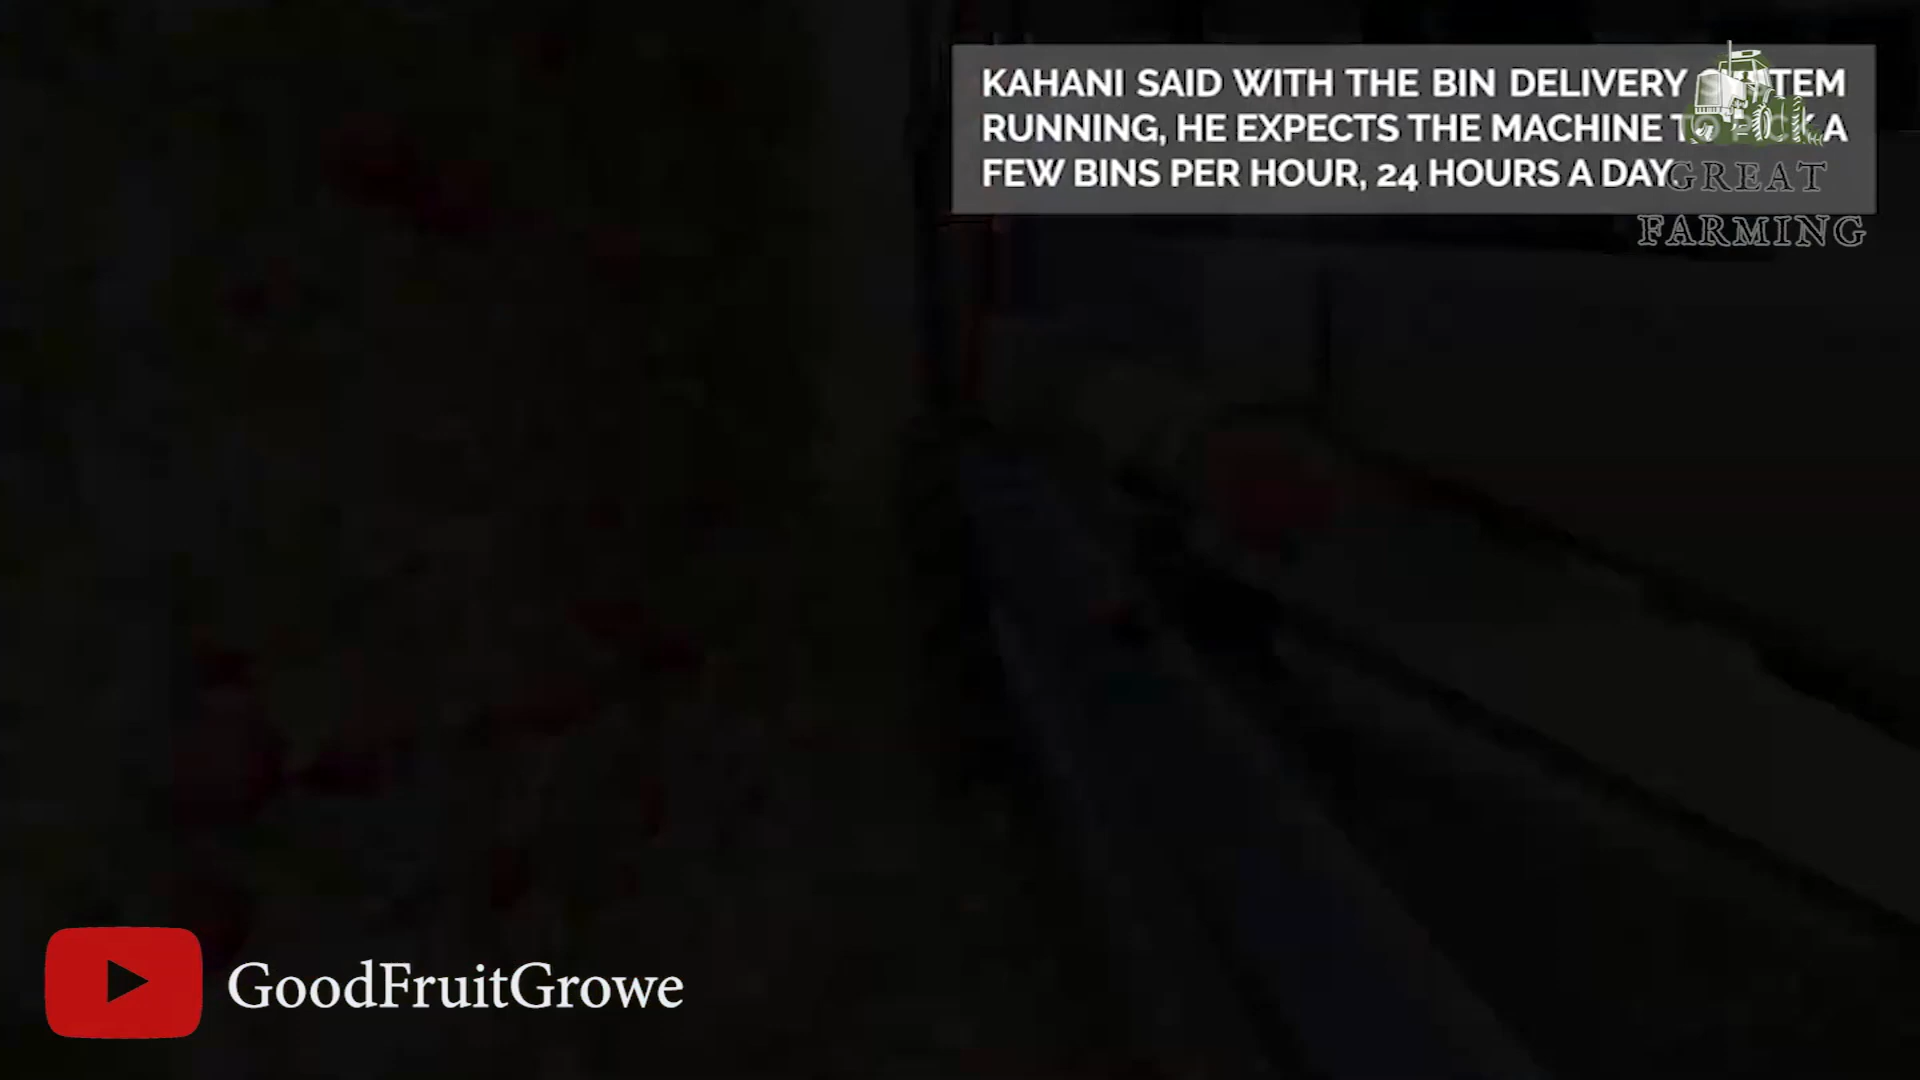 KAHANI SAID WITH THE BIN DELIVERY
RUNNING, HE EXPECTS THE MACHINE A
FEW BINS PER HOUR, 24 HOURS A DAY.
GREAT
FARMING
GoodFruitGrowe